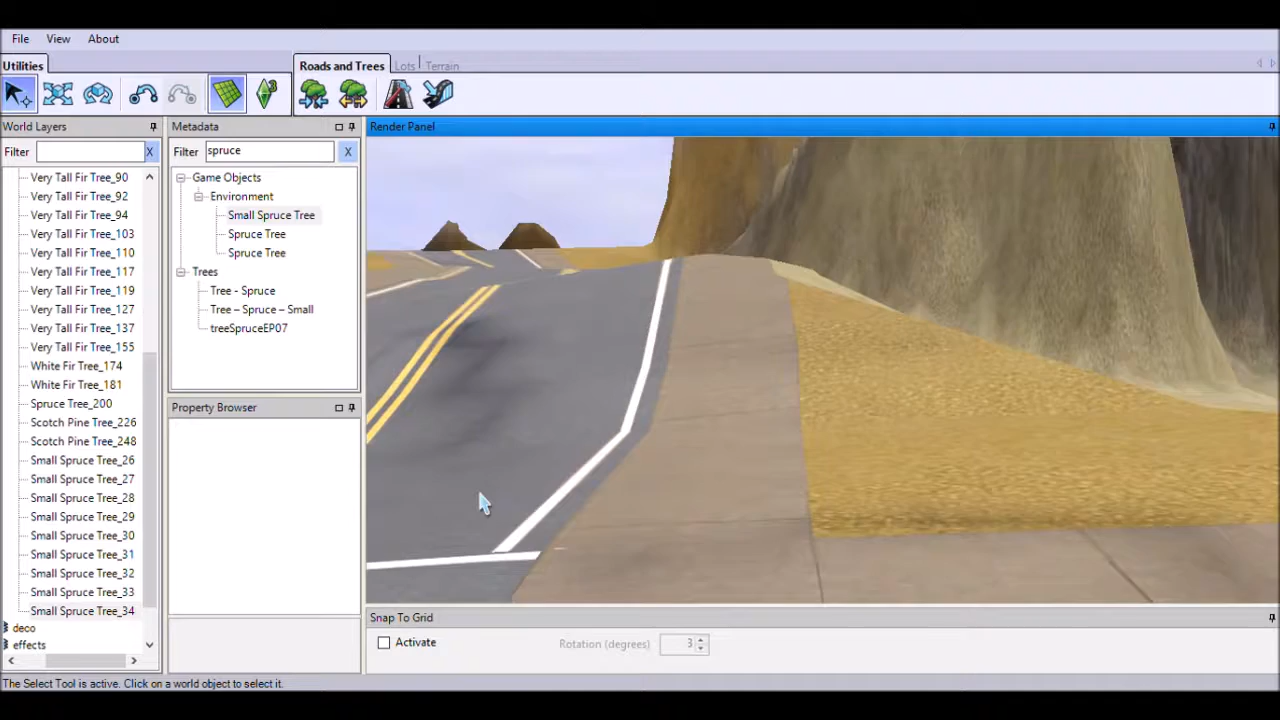 File View About
Utilities
Roads and Trees Lots Terrain
World Layers
Filter X
Very Tall Fir Tree_90
Very Tall Fir Tree_92
Very Tall Fir Tree_94
Very Tall Fir Tree_103
Very Tall Fir Tree_110
Very Tall Fir Tree_117
Very Tall Fir Tree_119
Very Tall Fir Tree_127
Very Tall Fir Tree_137
Very Tall Fir Tree_155
White Fir Tree_174
White Fir Tree_181
Spruce Tree_200
Scotch Pine Tree_226
Scotch Pine Tree_248
Small Spruce Tree_26
Small Spruce Tree_27
Small Spruce Tree_28
Small Spruce Tree_29
Small Spruce Tree_30
Small Spruce Tree_31
Small Spruce Tree_32
Small Spruce Tree_33
Small Spruce Tree_34
deco
effects
Metadata
Filter spruce X
Game Objects
Environment
Small Spruce Tree
Spruce Tree
Spruce Tree
Trees
Tree - Spruce
Tree – Spruce – Small
treeSpruceEP07
Property Browser
Render Panel
Snap To Grid
Activate Rotation (degrees) 3
The Select Tool is active. Click on a world object to select it.